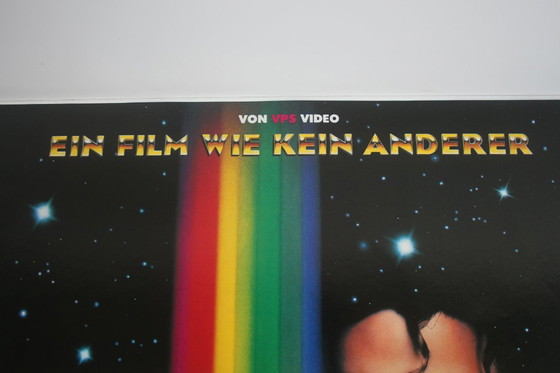 VON VPS VIDEO
EIN FILM WIE KEIN ANDERER